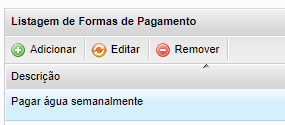 Listagem de Formas de Pagamento
Adicionar Editar Remover
Descrição
Pagar água semanalmente